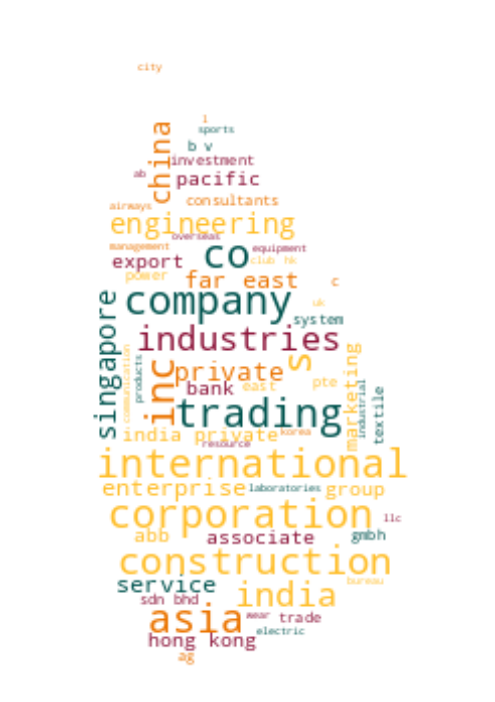 city
1
sports
china
b v
investment
ab
pacific
airways
consultants
engineering
overseas
management
co
equipment
export
club hk
power
far east
c
singapore
company
uk
system
industries
s
marketing
communication
products
inc
private
bank
east
pte
industrial
textile
trading
india private
korea
resource
international
enterprise
laboratories
group
corporation
llc
abb
associate
gmbh
construction
service
bureau
india
sdn bhd
asia
wear
trade
electric
hong kong
ag